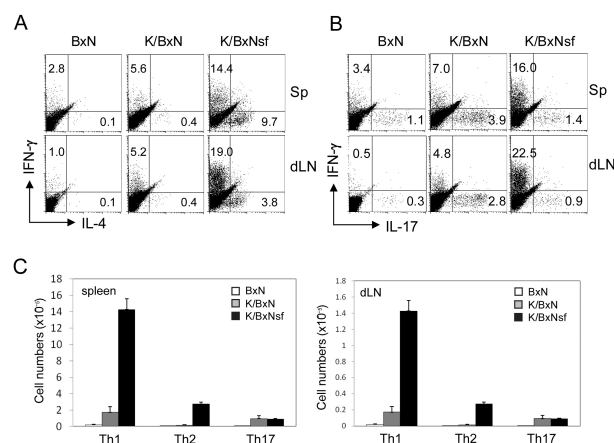 A
BxN K/BxN K/BxNsf
2.8 5.6 14.4
Sp
0.1 0.4 9.7
1.0 5.2 19.0
dLN
0.1 0.4 3.8
IFN-γ
IL-4
B
BxN K/BxN K/BxNsf
3.4 7.0 16.0
Sp
1.1 3.9 1.4
0.5 4.8 22.5
dLN
0.3 2.8 0.9
IFN-γ
IL-17
C
spleen
BxN
K/BxN
K/BxNsf
Cell numbers
18
16
14
12
10
8
6
4
2
0
Th1 Th2 Th17
dLN
BxN
K/BxN
K/BxNsf
Cell numbers
1.8
1.6
1.4
1.2
1
0.8
0.6
0.4
0.2
0
Th1 Th2 Th17